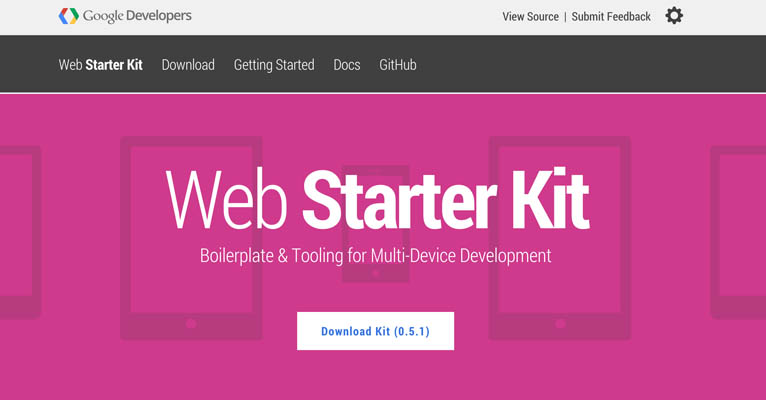 Google Developers
View Source | Submit Feedback
Web Starter Kit Download Getting Started Docs GitHub
Web Starter Kit
Boilerplate & Tooling for Multi-Device Development
Download Kit (0.5.1)